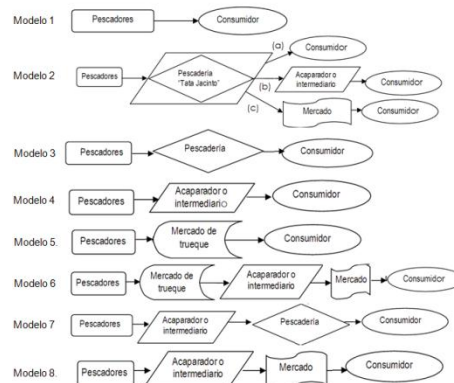 Modelo 1
Pescadores
Consumidor
Modelo 2
Pescadores
Pescadería
"Tata Jacinto"
(a)
Consumidor
(b)
Acaparador o
intermediario
Consumidor
(c)
Mercado
Consumidor
Modelo 3
Pescadores
Pescadería
Consumidor
Modelo 4
Pescadores
Acaparador o
intermediario
Consumidor
Modelo 5.
Pescadores
Mercado de
trueque
Consumidor
Modelo 6
Pescadores
Mercado de
trueque
Acaparador o
intermediario
Mercado
Consumidor
Modelo 7
Pescadores
Acaparador o
intermediario
Pescadería
Consumidor
Modelo 8.
Pescadores
Acaparador o
intermediario
Mercado
Consumidor